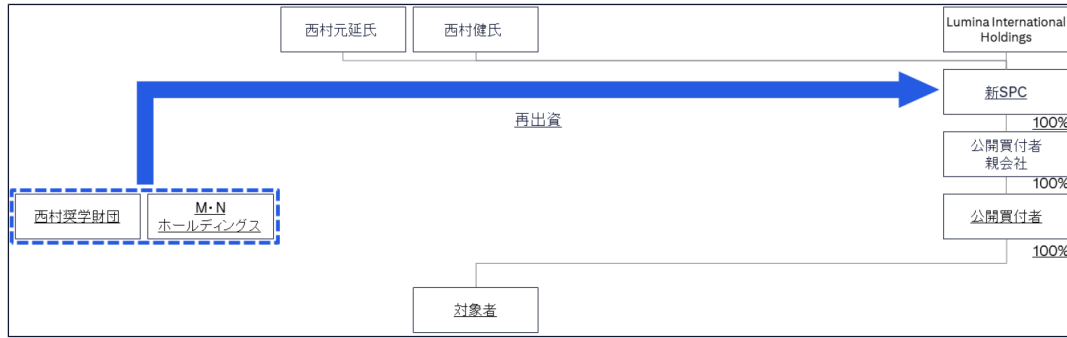 西村元延氏
西村健氏
Lumina International
Holdings
新SPC
再出資
100%
公開買付者
親会社
100%
西村奨学財団
M・N
ホールディングス
公開買付者
100%
対象者